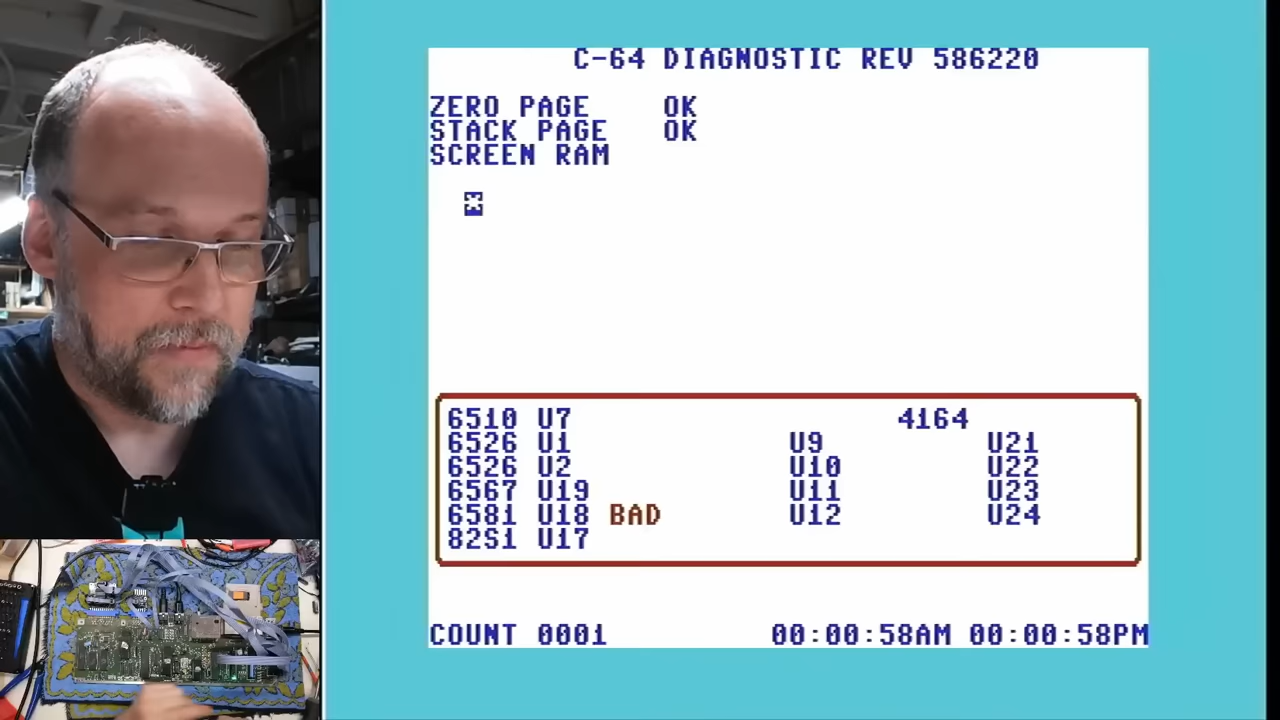 C-64 DIAGNOSTIC REV 586220
ZERO PAGE OK
STACK PAGE OK
SCREEN RAM
6510 U7 4164
6526 U1 U9 U21
6526 U2 U10 U22
6567 U19 U11 U23
6581 U18 BAD U12 U24
82S1 U17
COUNT 0001 00:00:58AM 00:00:58PM